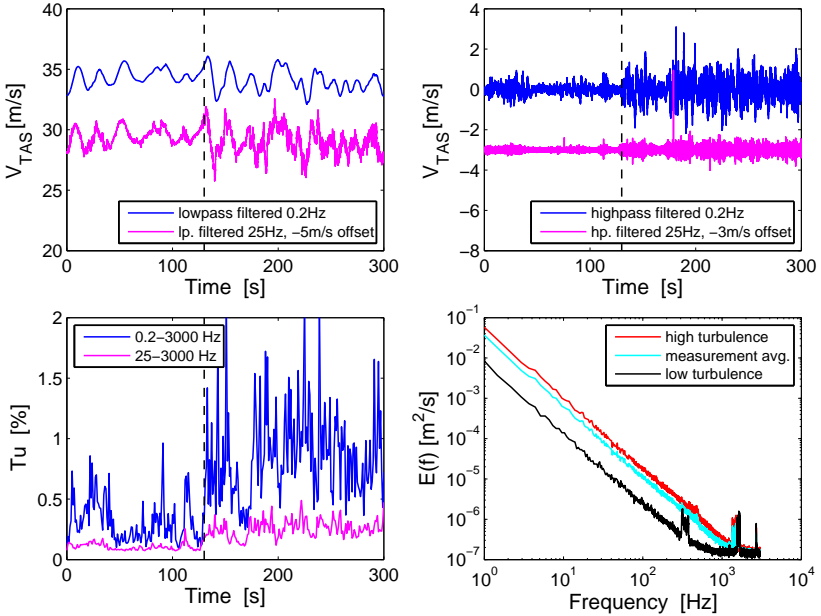 40
35
30
25
20
V_TAS [m/s]
lowpass filtered 0.2Hz
lp. filtered 25Hz, −5m/s offset
0 100 200 300
Time [s]
4
2
0
−2
−4
−6
−8
V_TAS [m/s]
highpass filtered 0.2Hz
hp. filtered 25Hz, −3m/s offset
0 50 100 150 200 250 300
Time [s]
2
1.5
1
0.5
0
Tu [%]
0.2−3000 Hz
25−3000 Hz
0 100 200 300
Time [s]
10^−1
10^−2
10^−3
10^−4
10^−5
10^−6
10^−7
E(f) [m^2/s]
high turbulence
measurement avg.
low turbulence
10^0 10^1 10^2 10^3 10^4
Frequency [Hz]